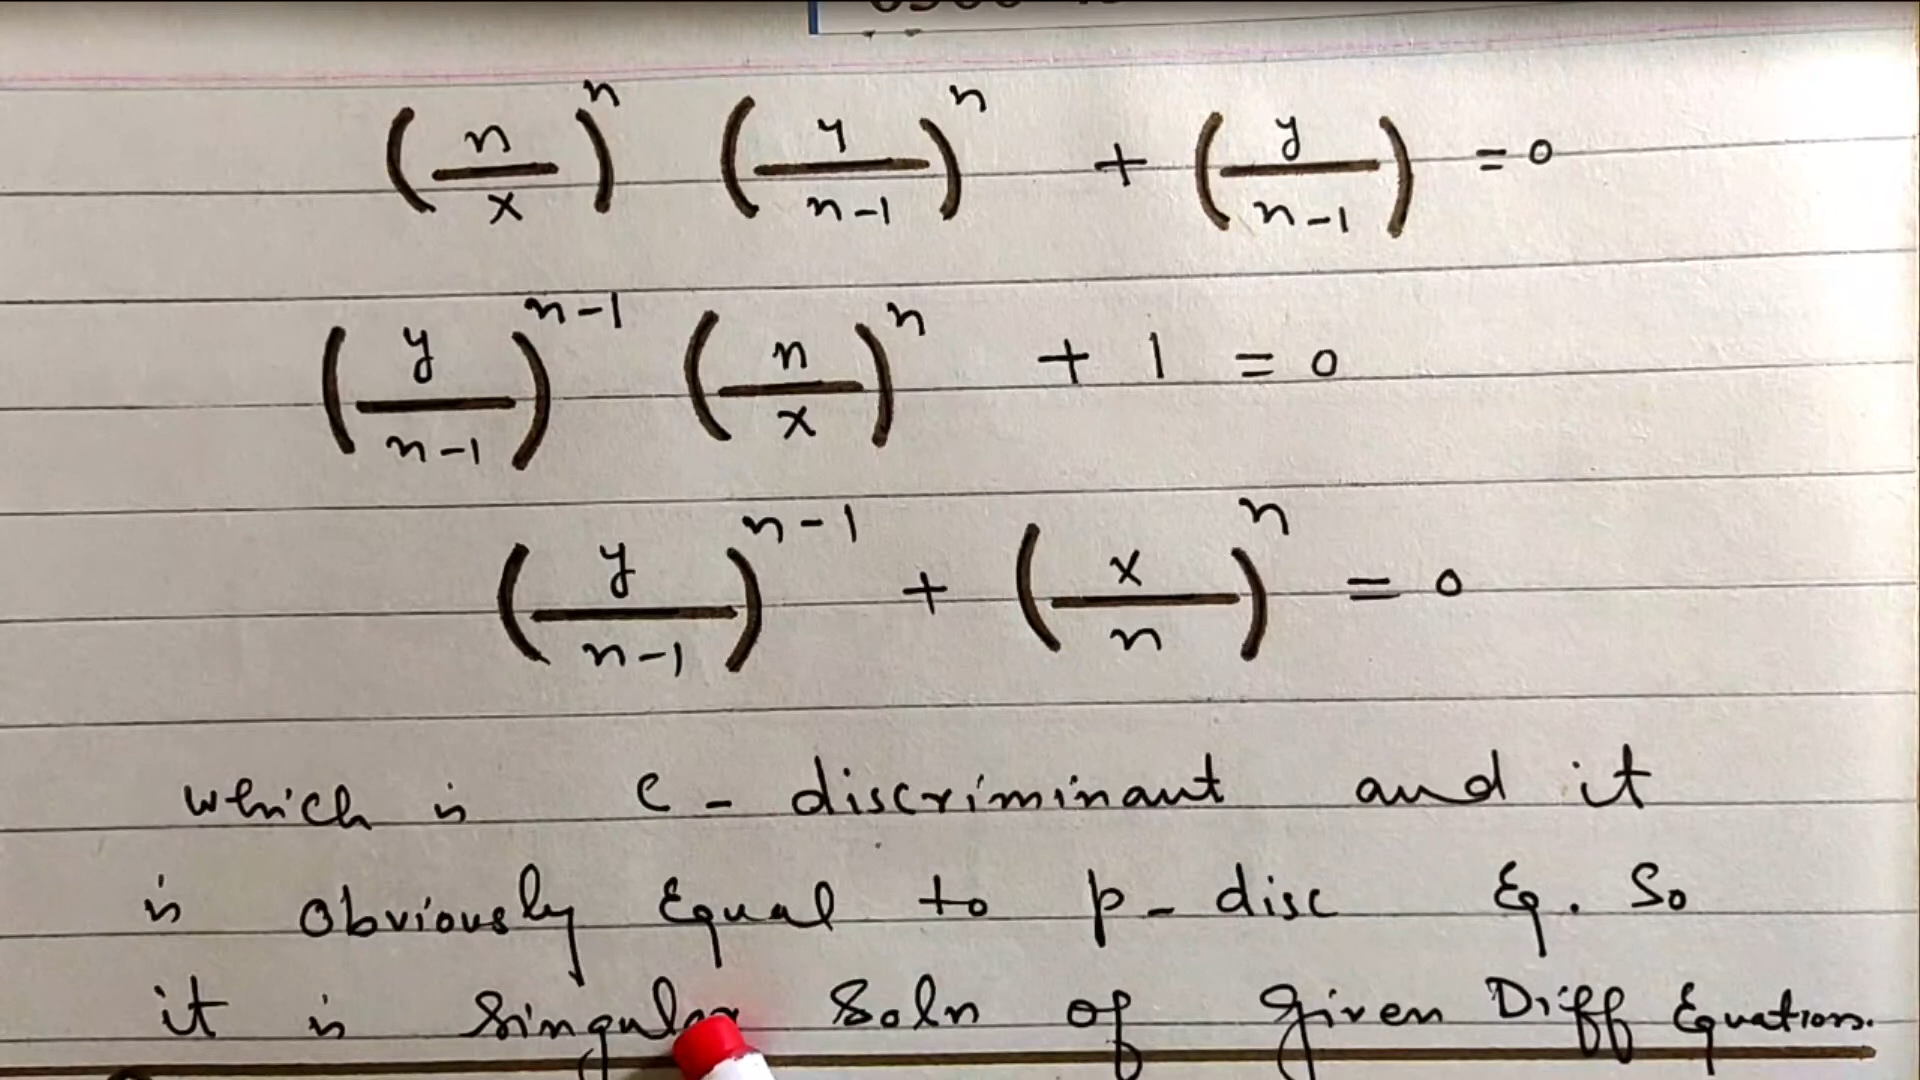 (n/x)^n (y/n-1)^n + (y/n-1) = 0
(y/n-1)^n-1 (n/x)^n + 1 = 0
(y/n-1)^n-1 + (x/n)^n = 0
which is c - discriminant and it
is obviously Equal to p - disc Eq. So
it is Singular Soln of given Diff Equation.